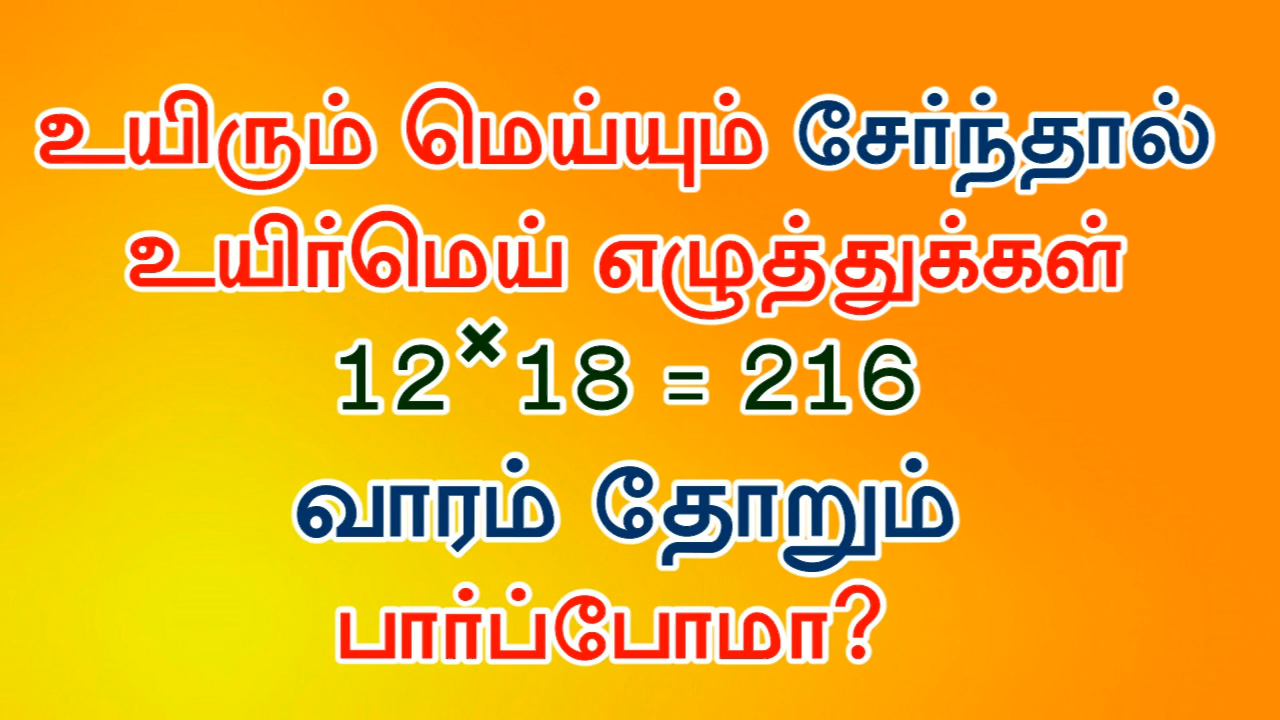 உயிரும் மெய்யும் சேர்ந்தால்
உயிர்மெய் எழுத்துக்கள்
12×18 = 216
வாரம் தோறும்
பார்ப்போமா?